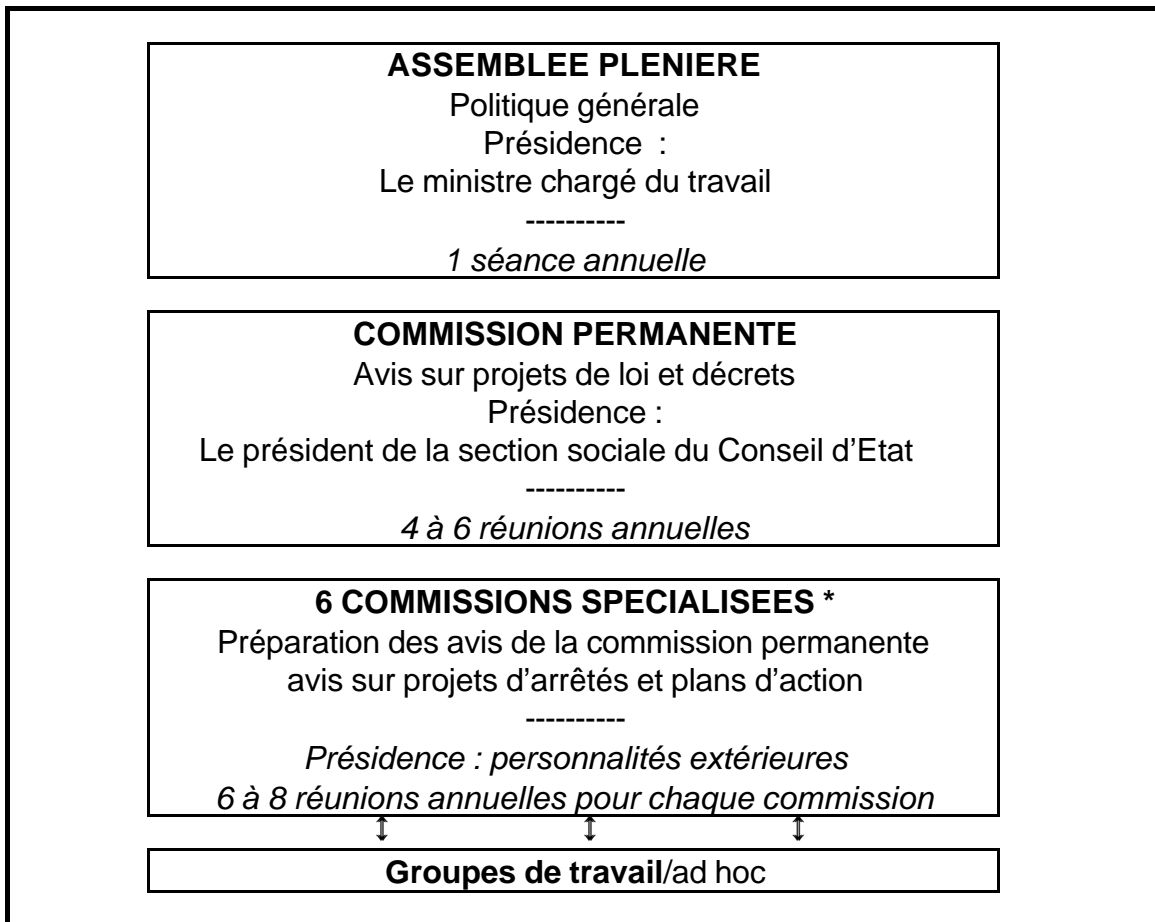 ASSEMBLEE PLENIERE
Politique générale
Présidence :
Le ministre chargé du travail
----------
1 séance annuelle
COMMISSION PERMANENTE
Avis sur projets de loi et décrets
Présidence :
Le président de la section sociale du Conseil d'Etat
----------
4 à 6 réunions annuelles
6 COMMISSIONS SPECIALISEES *
Préparation des avis de la commission permanente
avis sur projets d'arrêtés et plans d'action
----------
Présidence : personnalités extérieures
6 à 8 réunions annuelles pour chaque commission
Groupes de travail/ad hoc